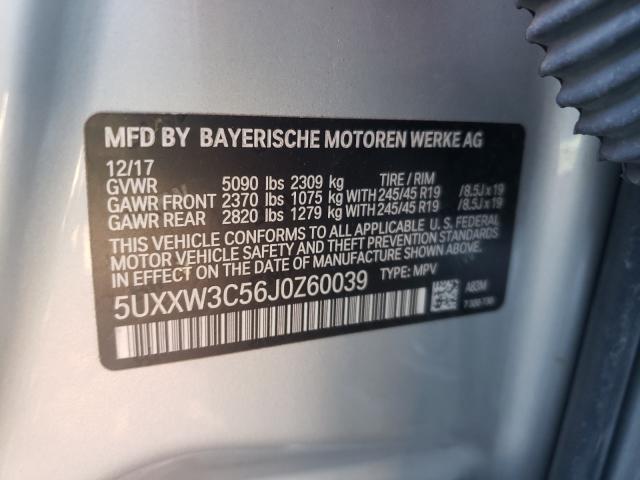 MFD BY BAYERISCHE MOTOREN WERKE AG
12/17
GVWR 5090 lbs 2309 kg TIRE / RIM
GAWR FRONT 2370 lbs 1075 kg WITH 245/45 R19 /8.5J x 19
GAWR REAR 2820 lbs 1279 kg WITH 245/45 R19 /8.5J x 19
THIS VEHICLE CONFORMS TO ALL APPLICABLE U. S. FEDERAL
MOTOR VEHICLE SAFETY AND THEFT PREVENTION STANDARDS
IN EFFECT ON THE DATE OF MANUFACTURE SHOWN ABOVE.
5UXXW3C56J0Z60039 TYPE: MPV
A83M